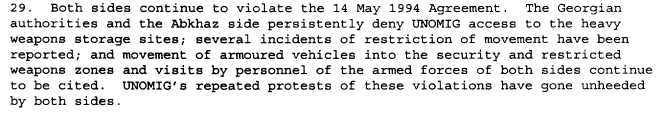 29.  Both sides continue to violate the 14 May 1994 Agreement.  The Georgian
authorities and the Abkhaz side persistently deny UNOMIG access to the heavy
weapons storage sites; several incidents of restriction of movement have been
reported; and movement of armoured vehicles into the security and restricted
weapons zones and visits by personnel of the armed forces of both sides continue
to be cited.  UNOMIG's repeated protests of these violations have gone unheeded
by both sides.